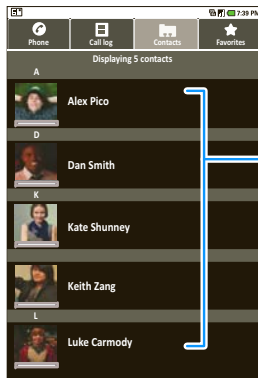 7:39 PM
Phone Call log Contacts Favorites
Displaying 5 contacts
A
Alex Pico
D
Dan Smith
K
Kate Shunney
Keith Zang
L
Luke Carmody